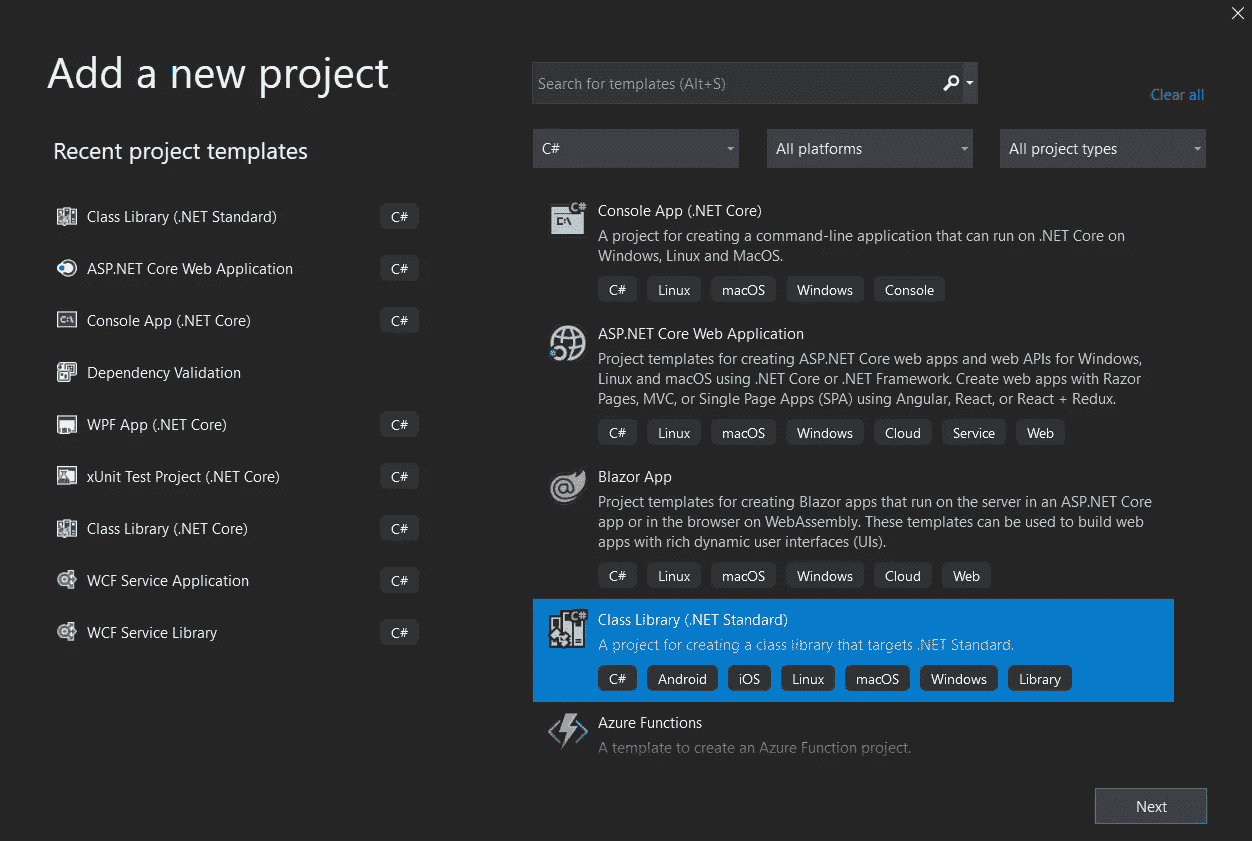 Add a new project
Search for templates (Alt+S)
Clear all
C#
All platforms
All project types
Recent project templates
Class Library (.NET Standard)
C#
ASP.NET Core Web Application
C#
Console App (.NET Core)
C#
Dependency Validation
WPF App (.NET Core)
C#
xUnit Test Project (.NET Core)
C#
Class Library (.NET Core)
C#
WCF Service Application
C#
WCF Service Library
C#
Console App (.NET Core)
A project for creating a command-line application that can run on .NET Core on
Windows, Linux and MacOS.
C# Linux macOS Windows Console
ASP.NET Core Web Application
Project templates for creating ASP.NET Core web apps and web APIs for Windows,
Linux and macOS using .NET Core or .NET Framework. Create web apps with Razor
Pages, MVC, or Single Page Apps (SPA) using Angular, React, or React + Redux.
C# Linux macOS Windows Cloud Service Web
Blazor App
Project templates for creating Blazor apps that run on the server in an ASP.NET Core
app or in the browser on WebAssembly. These templates can be used to build web
apps with rich dynamic user interfaces (UIs).
C# Linux macOS Windows Cloud Web
Class Library (.NET Standard)
A project for creating a class library that targets .NET Standard.
C# Android iOS Linux macOS Windows Library
Azure Functions
A template to create an Azure Function project.
Next